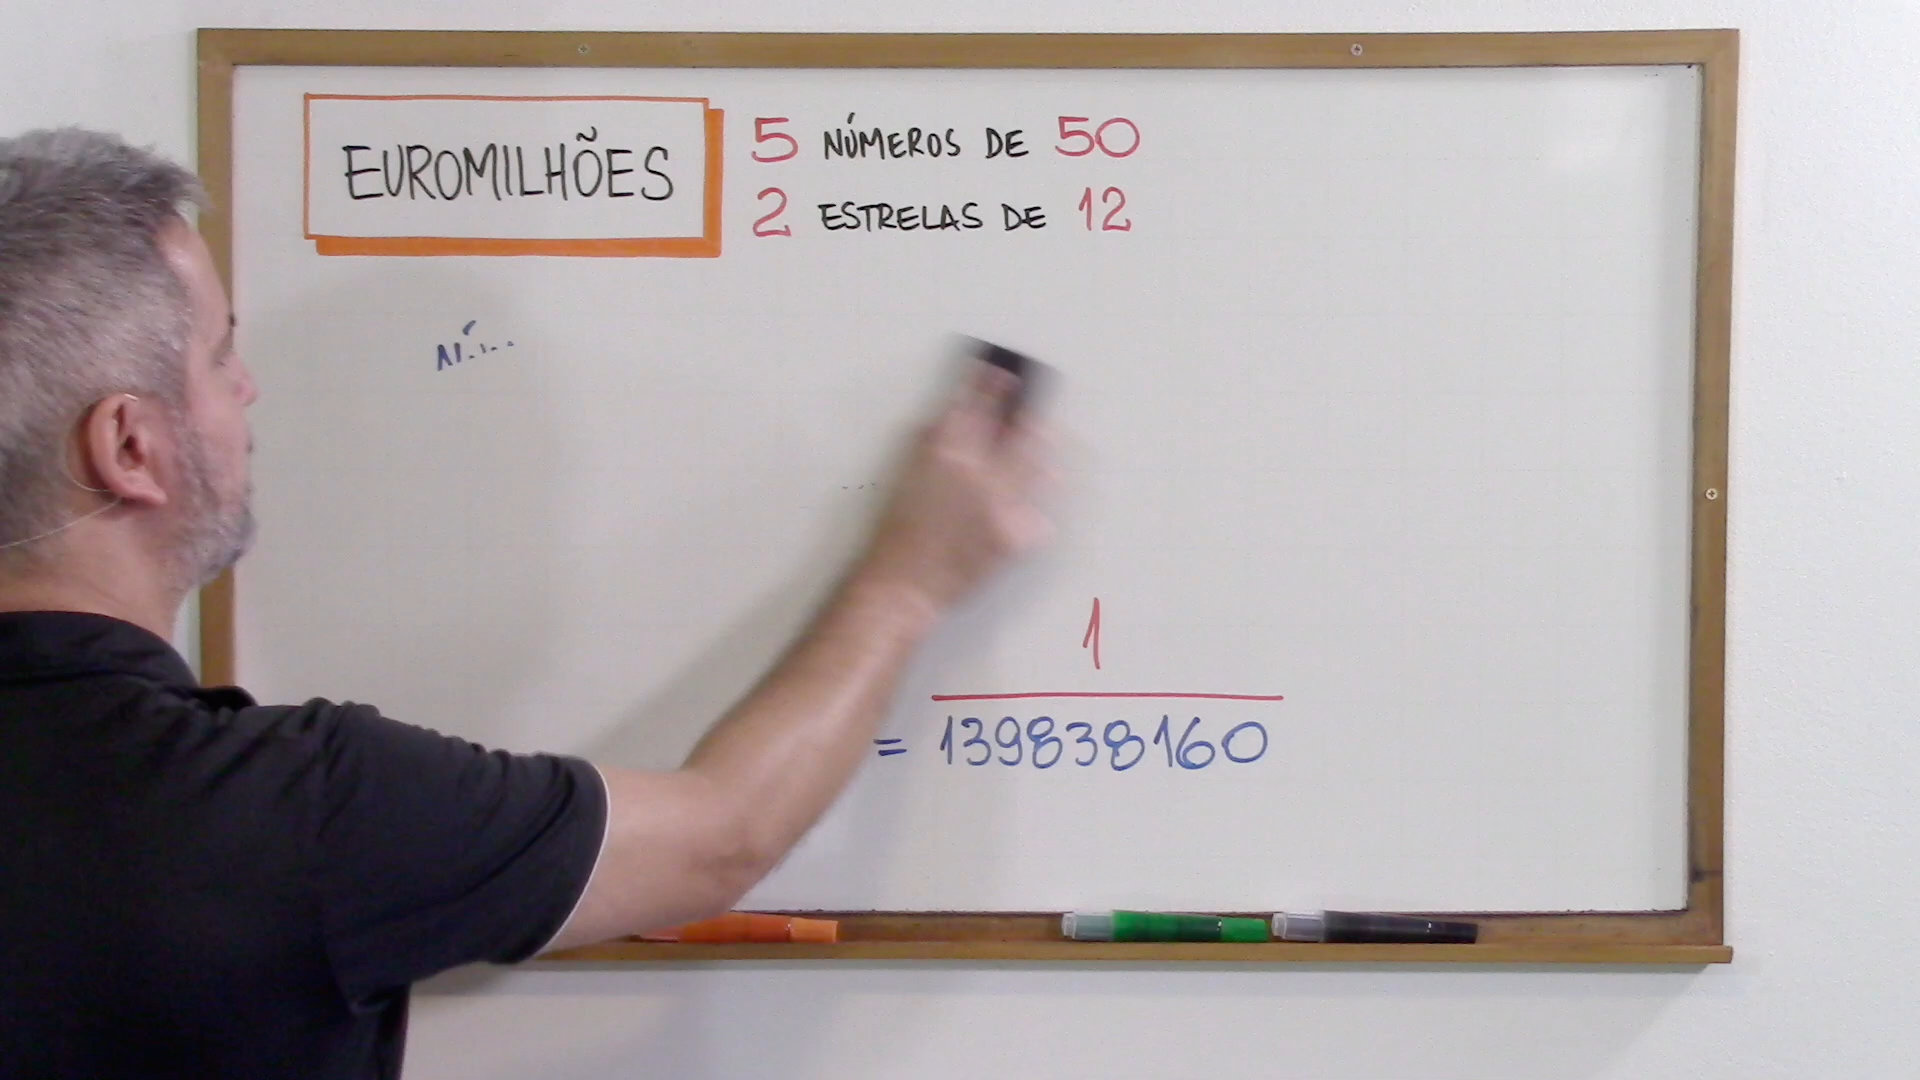 EUROMILHÕES
5 NÚMEROS DE 50
2 ESTRELAS DE 12
1
= 139838160